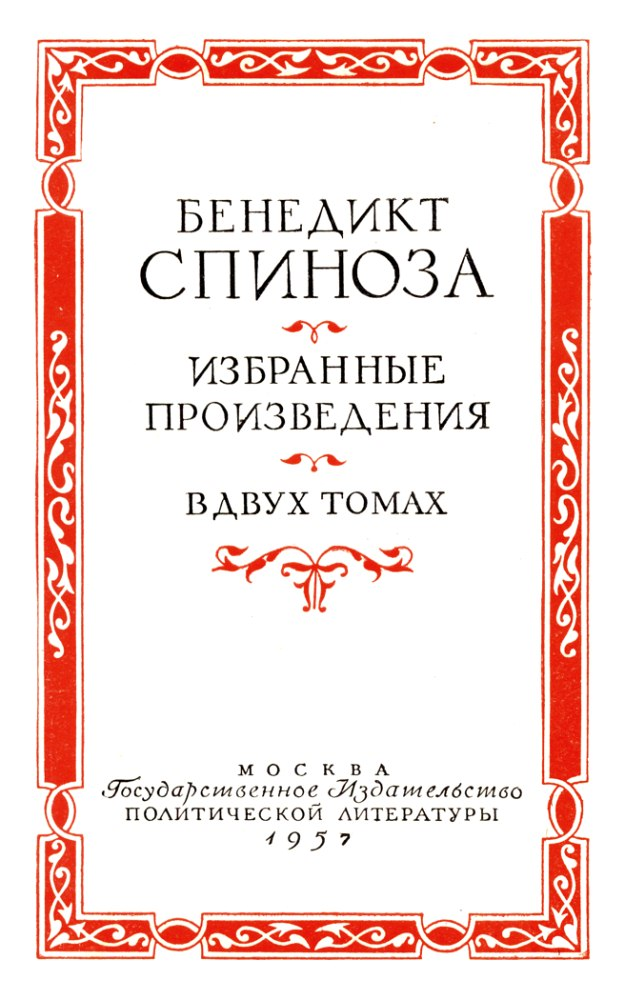 БЕНЕДИКТ
СПИНОЗА
ИЗБРАННЫЕ
ПРОИЗВЕДЕНИЯ
В ДВУХ ТОМАХ
МОСКВА
Государственное Издательство
ПОЛИТИЧЕСКОЙ ЛИТЕРАТУРЫ
1957